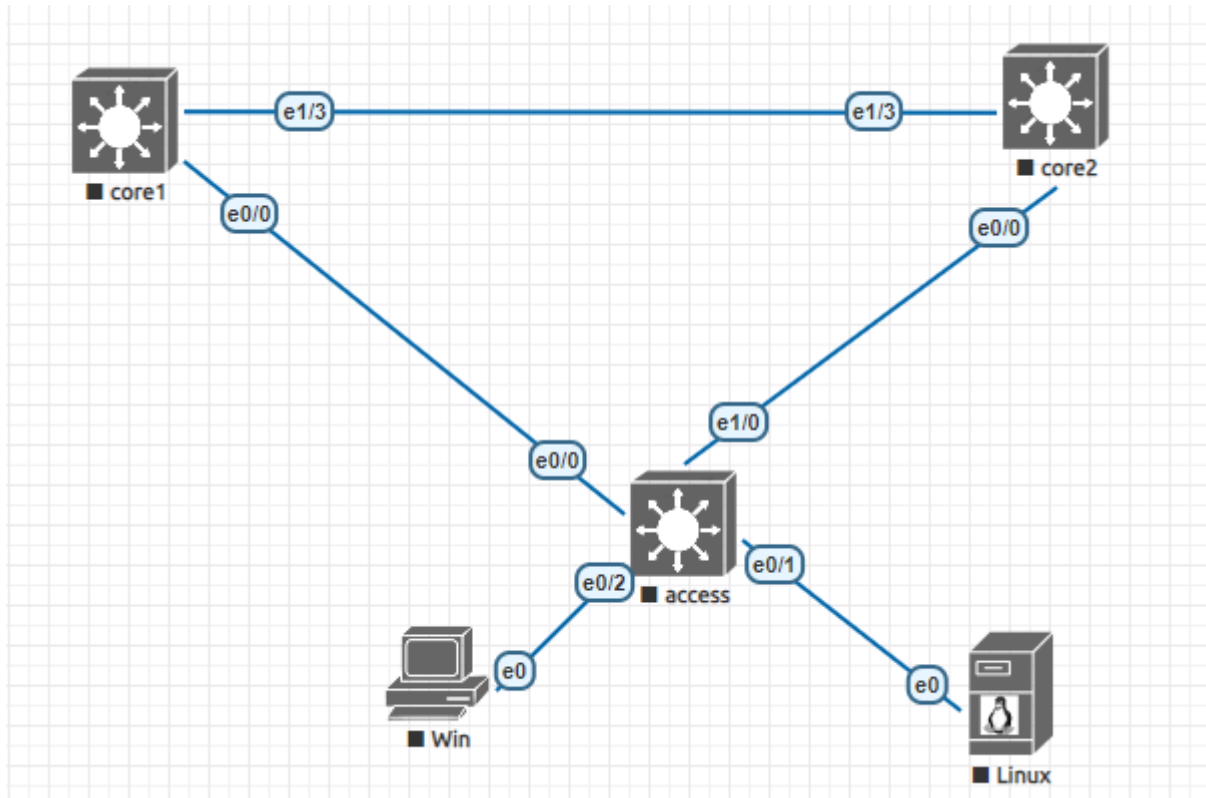 e1/3
e1/3
core1
core2
e0/0
e0/0
e1/0
e0/0
e0/2
e0/1
access
e0
e0
Win
Linux